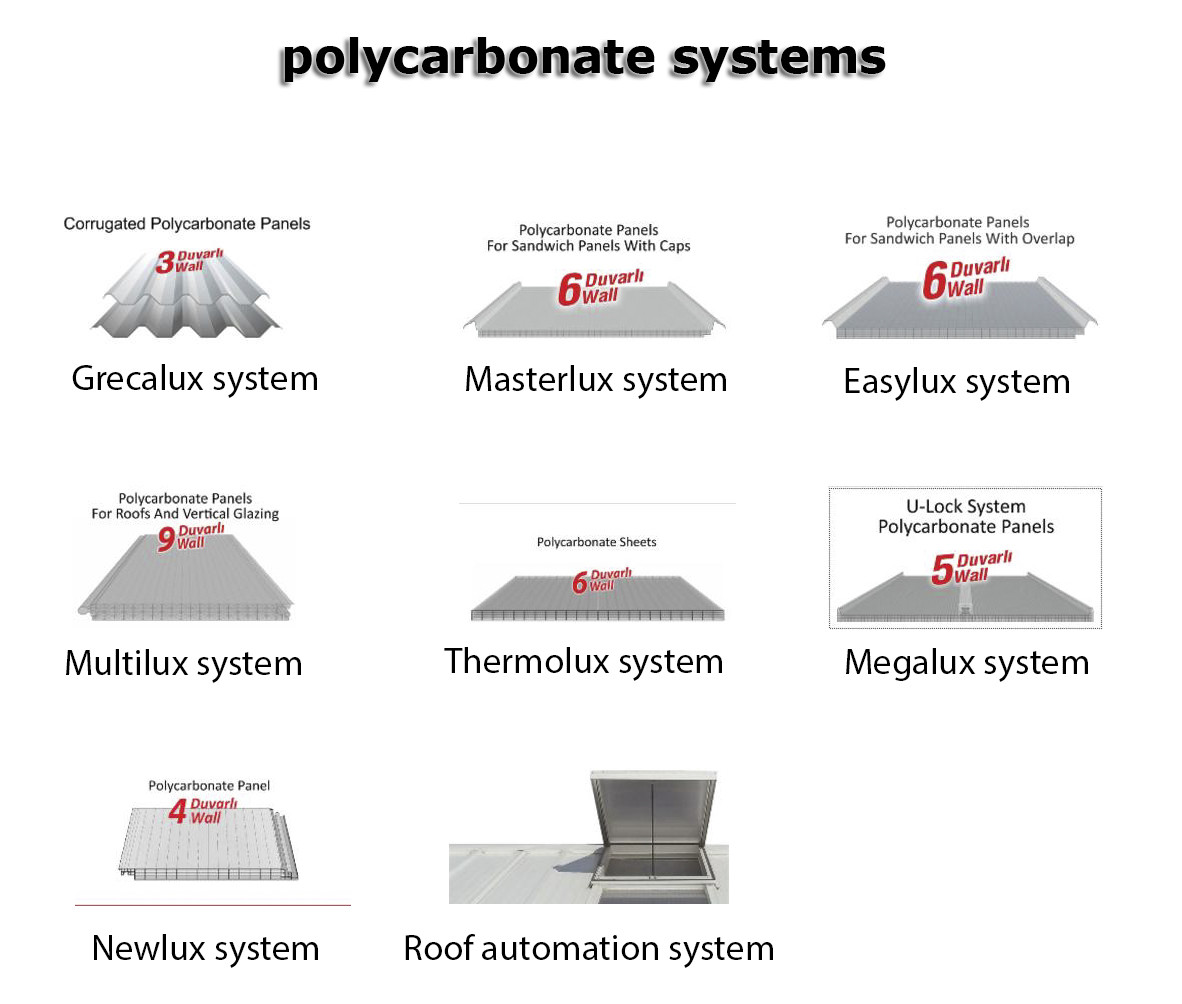 polycarbonate systems
Corrugated Polycarbonate Panels
3 Duvarlı
Wall
Grecalux system
Polycarbonate Panels
For Sandwich Panels With Caps
6 Duvarlı
Wall
Masterlux system
Polycarbonate Panels
For Sandwich Panels With Overlap
6 Duvarlı
Wall
Easylux system
Polycarbonate Panels
For Roofs And Vertical Glazing
9 Duvarlı
Wall
Multilux system
Polycarbonate Sheets
6 Duvarlı
Wall
Thermolux system
U-Lock System
Polycarbonate Panels
5 Duvarlı
Wall
Megalux system
Polycarbonate Panel
4 Duvarlı
Wall
Newlux system
Roof automation system